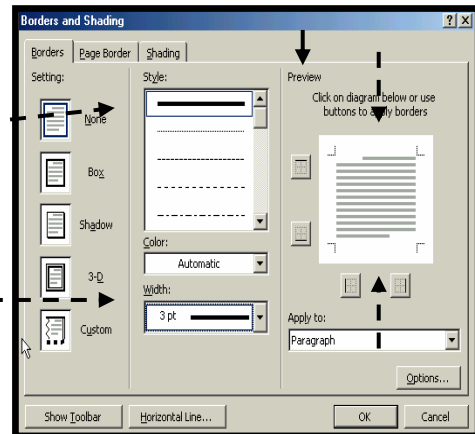 Borders and Shading
Borders
Page Border
Shading
Setting:
None
Box
Shadow
3-D
Custom
Style:
Color:
Automatic
Width:
3 pt
Preview
Click on diagram below or use
buttons to apply borders
Apply to:
Paragraph
Options...
Show Toolbar
Horizontal Line...
OK
Cancel